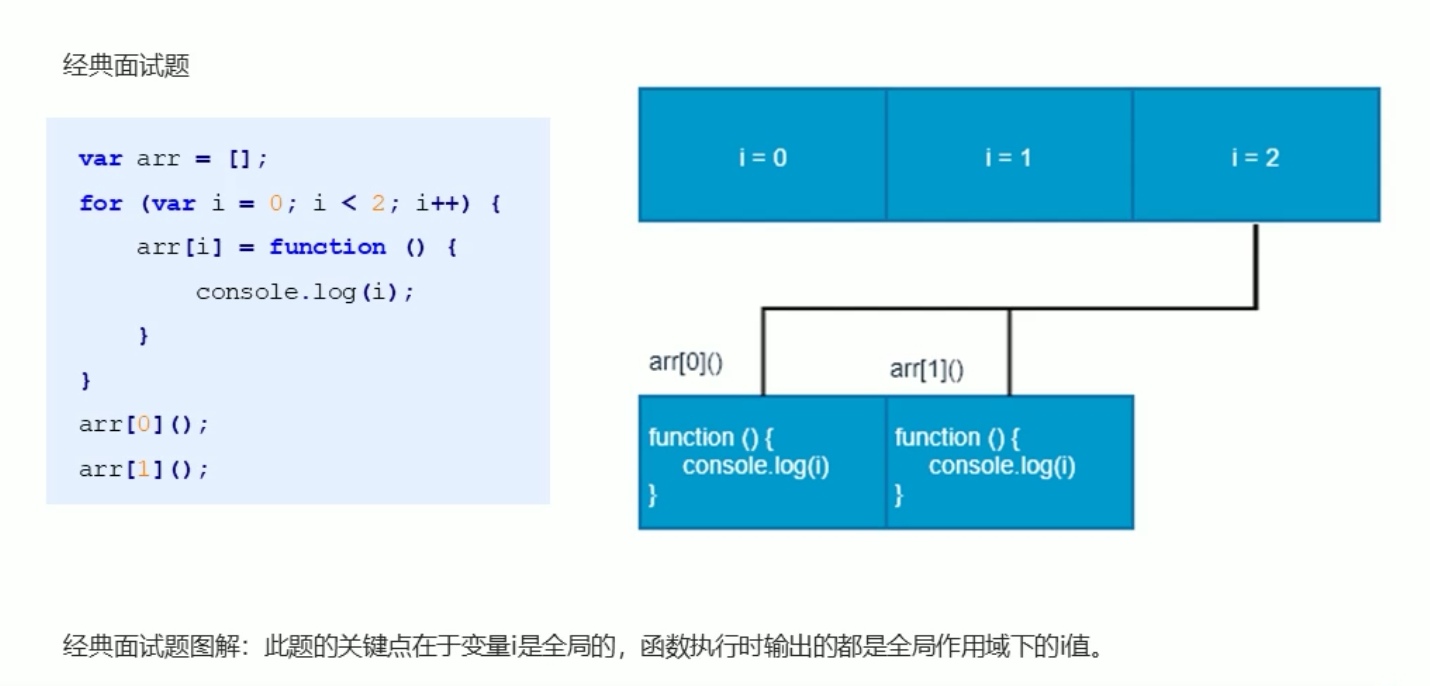 经典面试题
var arr = [];
for (var i = 0; i < 2; i++) {
    arr[i] = function () {
        console.log(i);
    }
}
arr[0]();
arr[1]();
i = 0
i = 1
i = 2
arr[0]()
arr[1]()
function () {
    console.log(i)
}
function () {
    console.log(i)
}
经典面试题图解：此题的关键点在于变量i是全局的，函数执行时输出的都是全局作用域下的i值。